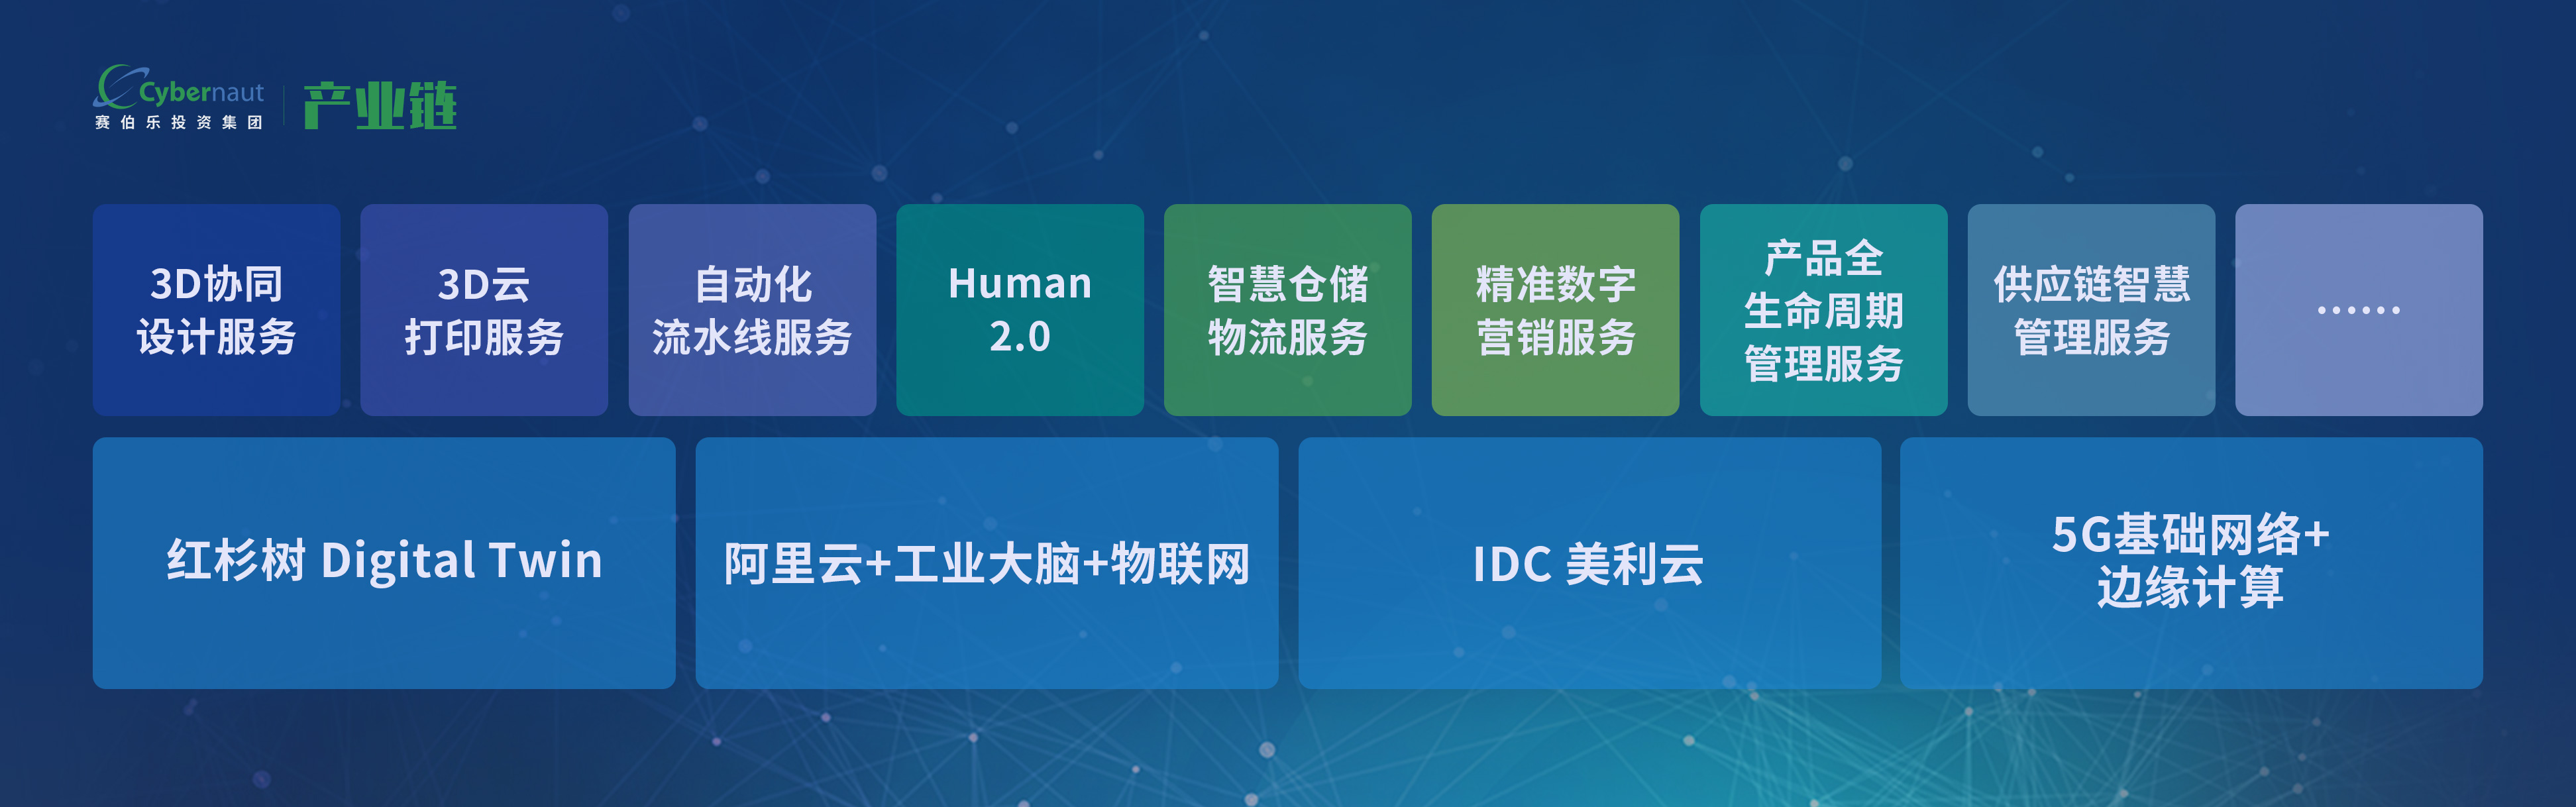 Cybernaut
赛伯乐投资集团
产业链
3D协同
设计服务
3D云
打印服务
自动化
流水线服务
Human
2.0
智慧仓储
物流服务
精准数字
营销服务
产品全
生命周期
管理服务
供应链智慧
管理服务
······
红杉树 Digital Twin
阿里云+工业大脑+物联网
IDC 美利云
5G基础网络+
边缘计算